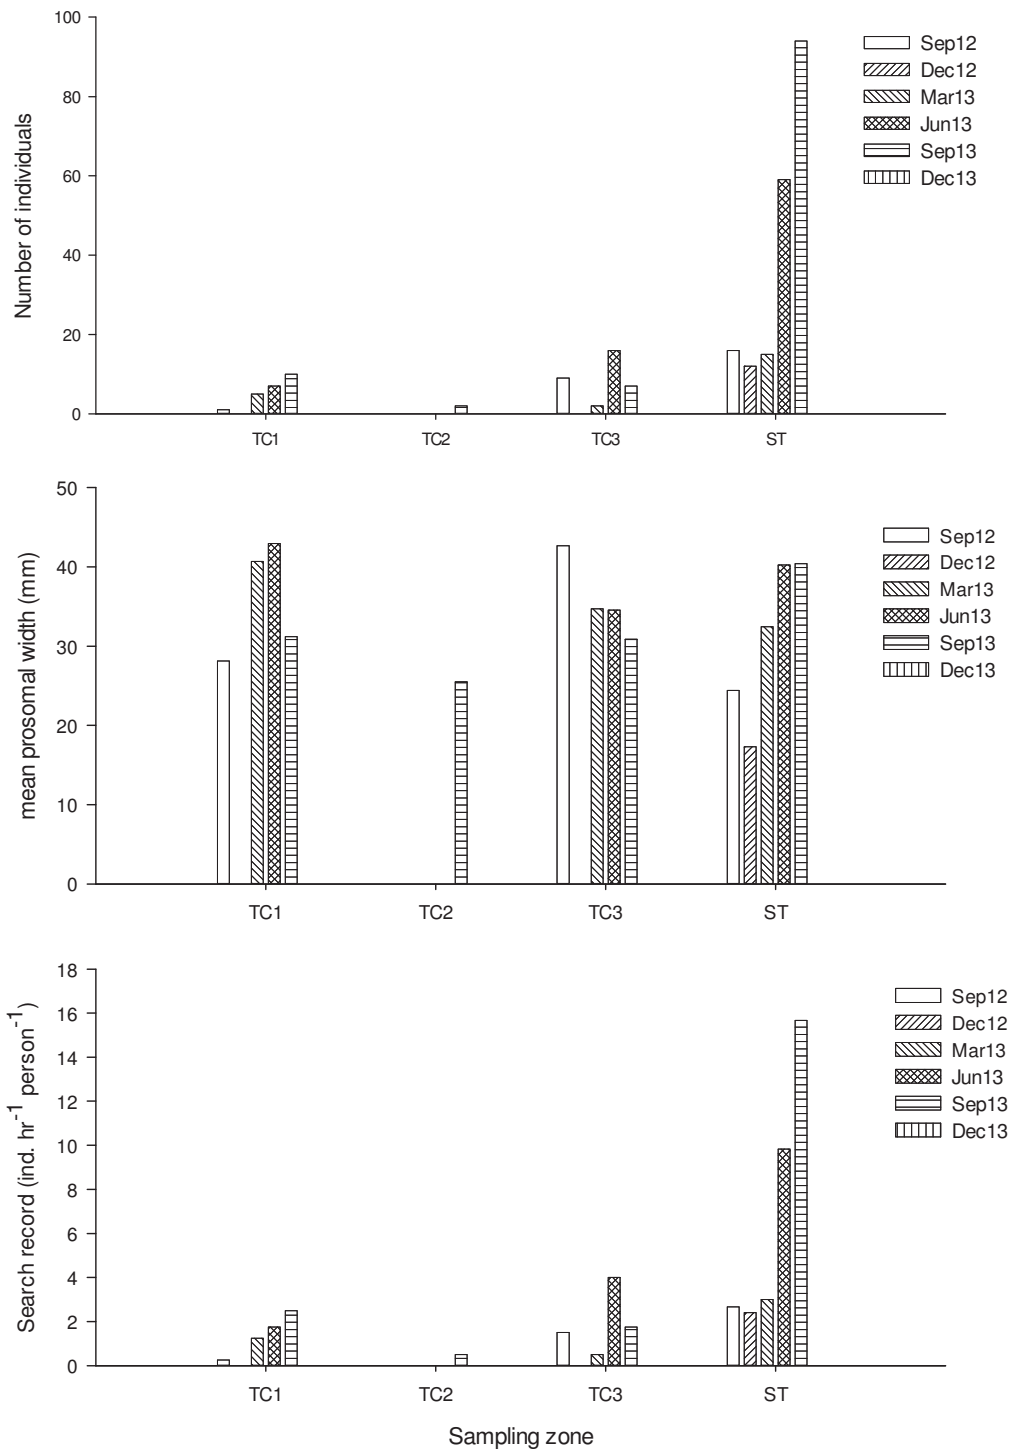 100
80
60
40
20
0
Number of individuals
Sep12
Dec12
Mar13
Jun13
Sep13
Dec13
TC1 TC2 TC3 ST
50
40
30
20
10
0
mean prosomal width (mm)
Sep12
Dec12
Mar13
Jun13
Sep13
Dec13
TC1 TC2 TC3 ST
18
16
14
12
10
8
6
4
2
0
Search record (ind. hr⁻¹ person⁻¹)
Sep12
Dec12
Mar13
Jun13
Sep13
Dec13
TC1 TC2 TC3 ST
Sampling zone